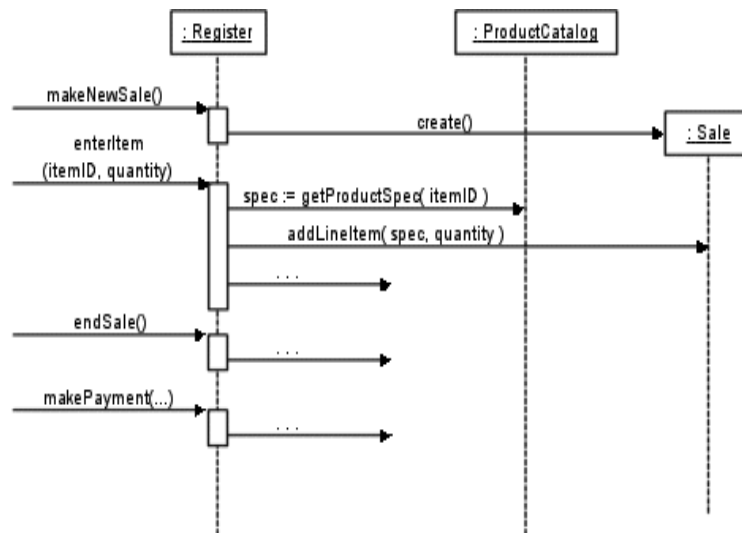 : Register
: ProductCatalog
makeNewSale()
create()
: Sale
enterItem
(itemID, quantity)
spec := getProductSpec( itemID )
addLineItem( spec, quantity )
. . .
endSale()
. . .
makePayment(...)
. . .